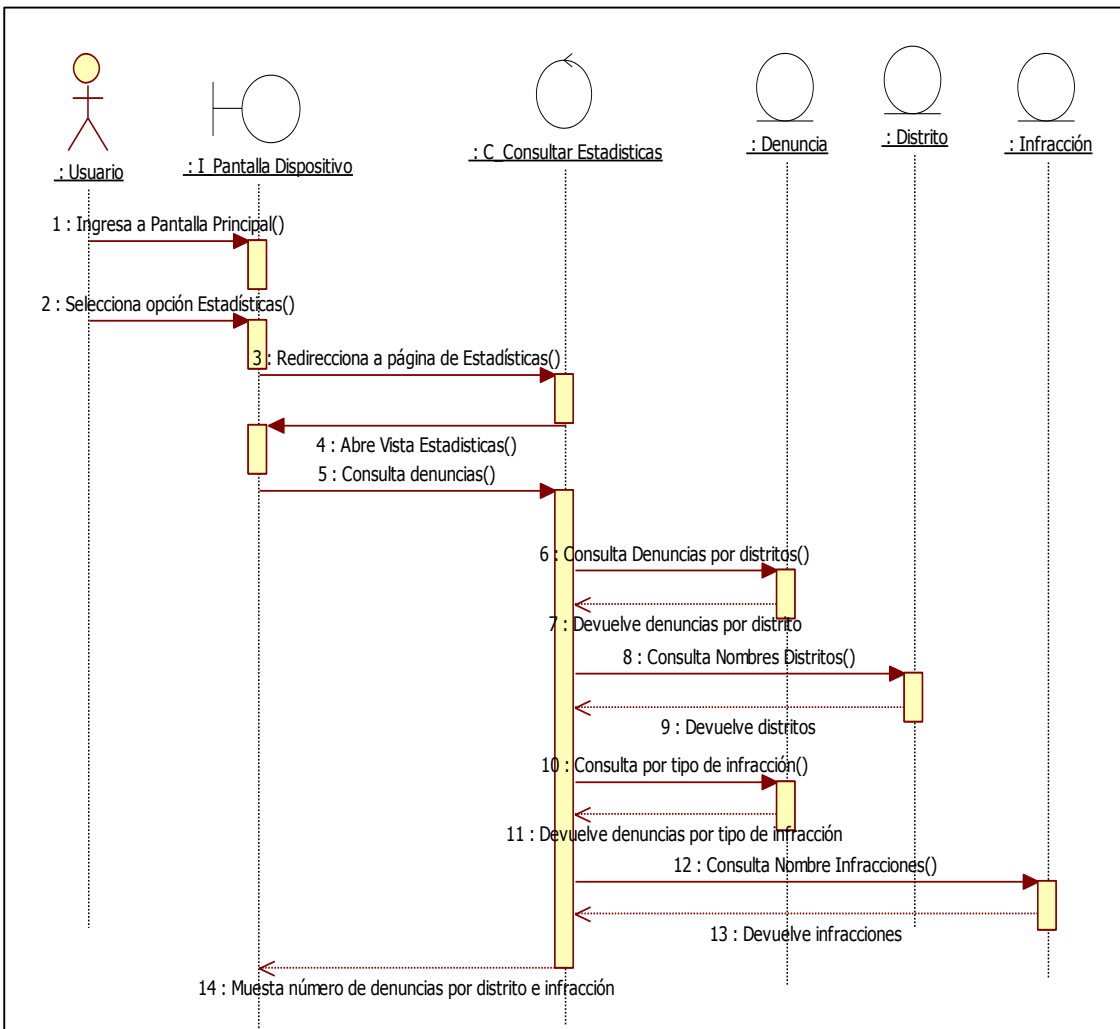 : Usuario
: I_Pantalla Dispositivo
: C_Consultar Estadisticas
: Denuncia
: Distrito
: Infracción
1 : Ingresa a Pantalla Principal()
2 : Selecciona opción Estadísticas()
3 : Redirecciona a página de Estadísticas()
4 : Abre Vista Estadisticas()
5 : Consulta denuncias()
6 : Consulta Denuncias por distritos()
7 : Devuelve denuncias por distrito
8 : Consulta Nombres Distritos()
9 : Devuelve distritos
10 : Consulta por tipo de infracción()
11 : Devuelve denuncias por tipo de infracción
12 : Consulta Nombre Infracciones()
13 : Devuelve infracciones
14 : Muesta número de denuncias por distrito e infracción